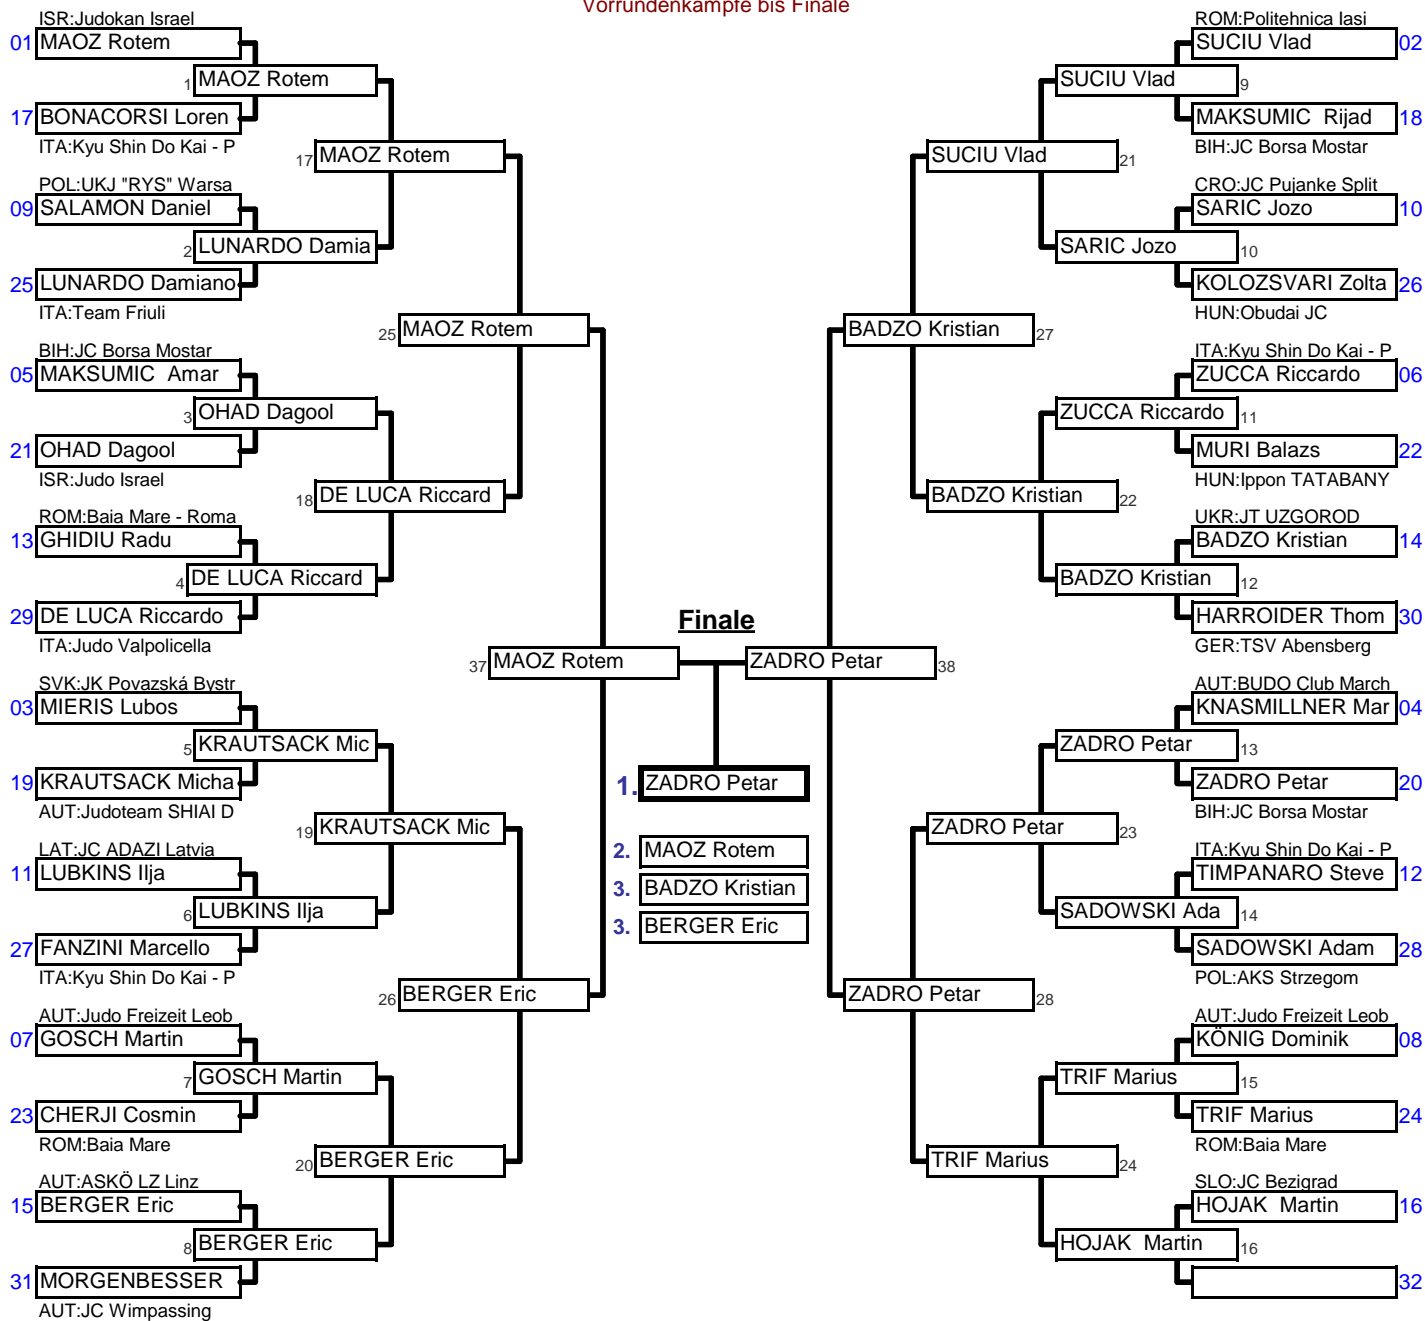 Vorrundenkämpfe bis Finale
ISR:Judokan Israel
01 MAOZ Rotem
1 MAOZ Rotem
17 BONACORSI Loren
ITA:Kyu Shin Do Kai - P
17 MAOZ Rotem
POL:UKJ "RYS" Warsa
09 SALAMON Daniel
2 LUNARDO Damia
25 LUNARDO Damiano
ITA:Team Friuli
25 MAOZ Rotem
BIH:JC Borsa Mostar
05 MAKSUMIC Amar
3 OHAD Dagool
21 OHAD Dagool
ISR:Judo Israel
18 DE LUCA Riccard
ROM:Baia Mare - Roma
13 GHIDIU Radu
4 DE LUCA Riccard
29 DE LUCA Riccardo
ITA:Judo Valpolicella
37 MAOZ Rotem
SVK:JK Povazská Bystr
03 MIERIS Lubos
5 KRAUTSACK Mic
19 KRAUTSACK Micha
AUT:Judoteam SHIAI D
19 KRAUTSACK Mic
LAT:JC ADAZI Latvia
11 LUBKINS Ilja
6 LUBKINS Ilja
27 FANZINI Marcello
ITA:Kyu Shin Do Kai - P
26 BERGER Eric
AUT:Judo Freizeit Leob
07 GOSCH Martin
7 GOSCH Martin
23 CHERJI Cosmin
ROM:Baia Mare
20 BERGER Eric
AUT:ASKÖ LZ Linz
15 BERGER Eric
8 BERGER Eric
31 MORGENBESSER
AUT:JC Wimpassing
Finale
1. ZADRO Petar
2. MAOZ Rotem
3. BADZO Kristian
3. BERGER Eric
ROM:Politehnica Iasi
SUCIU Vlad 02
SUCIU Vlad 9
MAKSUMIC Rijad 18
BIH:JC Borsa Mostar
SUCIU Vlad 21
CRO:JC Pujanke Split
SARIC Jozo 10
SARIC Jozo 10
KOLOZSVARI Zolta 26
HUN:Obudai JC
BADZO Kristian 27
ITA:Kyu Shin Do Kai - P
ZUCCA Riccardo 06
ZUCCA Riccardo 11
MURI Balazs 22
HUN:Ippon TATABANY
BADZO Kristian 22
UKR:JT UZGOROD
BADZO Kristian 14
BADZO Kristian 12
HARROIDER Thom 30
GER:TSV Abensberg
ZADRO Petar 38
AUT:BUDO Club March
KNASMILLNER Mar 04
ZADRO Petar 13
ZADRO Petar 20
BIH:JC Borsa Mostar
ZADRO Petar 23
ITA:Kyu Shin Do Kai - P
TIMPANARO Steve 12
SADOWSKI Ada 14
SADOWSKI Adam 28
POL:AKS Strzegom
ZADRO Petar 28
AUT:Judo Freizeit Leob
KÖNIG Dominik 08
TRIF Marius 15
TRIF Marius 24
ROM:Baia Mare
TRIF Marius 24
SLO:JC Bezigrad
HOJAK Martin 16
HOJAK Martin 16
32